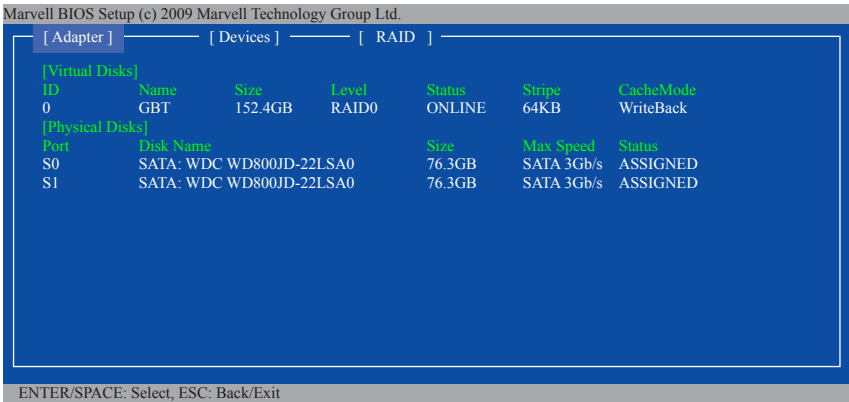 Marvell BIOS Setup (c) 2009 Marvell Technology Group Ltd.
[ Adapter ] [ Devices ] [ RAID ]
[Virtual Disks]
ID Name Size Level Status Stripe CacheMode
0 GBT 152.4GB RAID0 ONLINE 64KB WriteBack
[Physical Disks]
Port Disk Name Size Max Speed Status
S0 SATA: WDC WD800JD-22LSA0 76.3GB SATA 3Gb/s ASSIGNED
S1 SATA: WDC WD800JD-22LSA0 76.3GB SATA 3Gb/s ASSIGNED
ENTER/SPACE: Select, ESC: Back/Exit